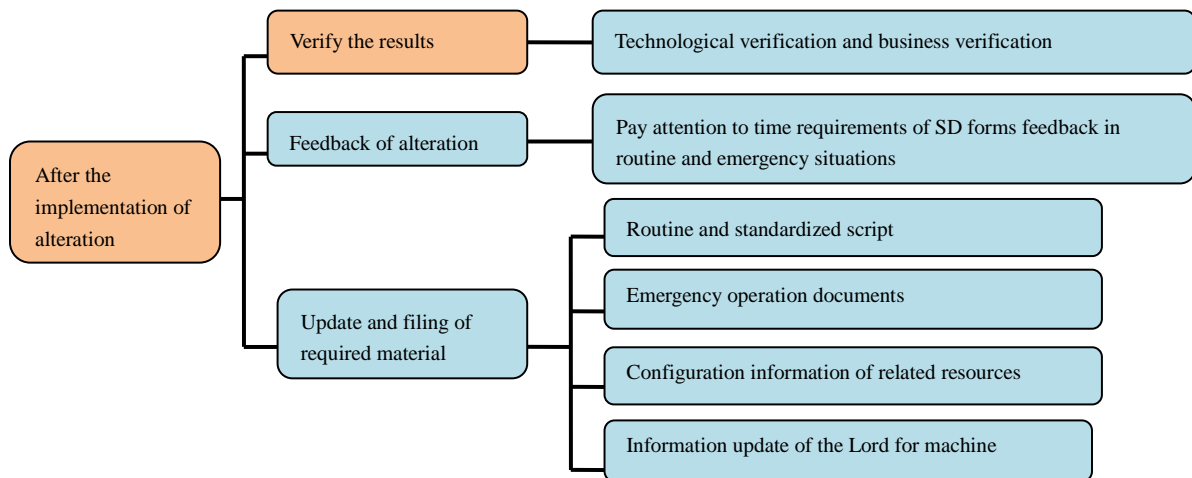 Verify the results
Technological verification and business verification
Feedback of alteration
Pay attention to time requirements of SD forms feedback in
routine and emergency situations
After the
implementation of
alteration
Routine and standardized script
Emergency operation documents
Update and filing of
required material
Configuration information of related resources
Information update of the Lord for machine